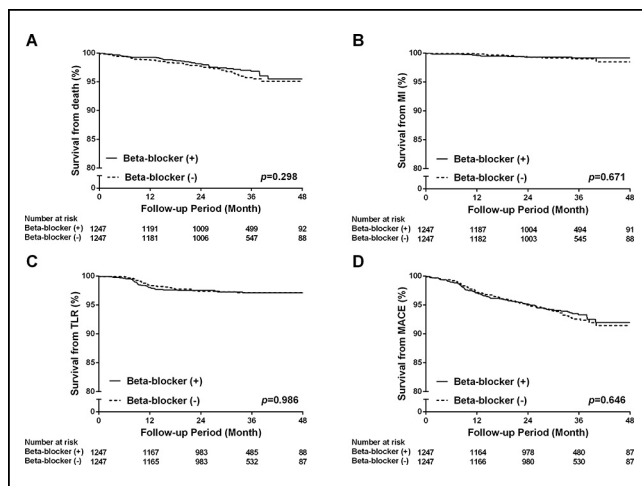 A
Survival from death (%)
100
95
90
85
80
0
Beta-blocker (+)
Beta-blocker (-)
p=0.298
0 12 24 36 48
Follow-up Period (Month)
Number at risk
Beta-blocker (+) 1247 1191 1009 499 92
Beta-blocker (-) 1247 1181 1006 547 88
B
Survival from MI (%)
100
95
90
85
80
0
Beta-blocker (+)
Beta-blocker (-)
p=0.671
0 12 24 36 48
Follow-up Period (Month)
Number at risk
Beta-blocker (+) 1247 1187 1004 494 91
Beta-blocker (-) 1247 1182 1003 545 88
C
Survival from TLR (%)
100
95
90
85
80
0
Beta-blocker (+)
Beta-blocker (-)
p=0.986
0 12 24 36 48
Follow-up Period (Month)
Number at risk
Beta-blocker (+) 1247 1167 983 485 88
Beta-blocker (-) 1247 1165 983 532 87
D
Survival from MACE (%)
100
95
90
85
80
0
Beta-blocker (+)
Beta-blocker (-)
p=0.646
0 12 24 36 48
Follow-up Period (Month)
Number at risk
Beta-blocker (+) 1247 1164 978 480 87
Beta-blocker (-) 1247 1166 980 530 87